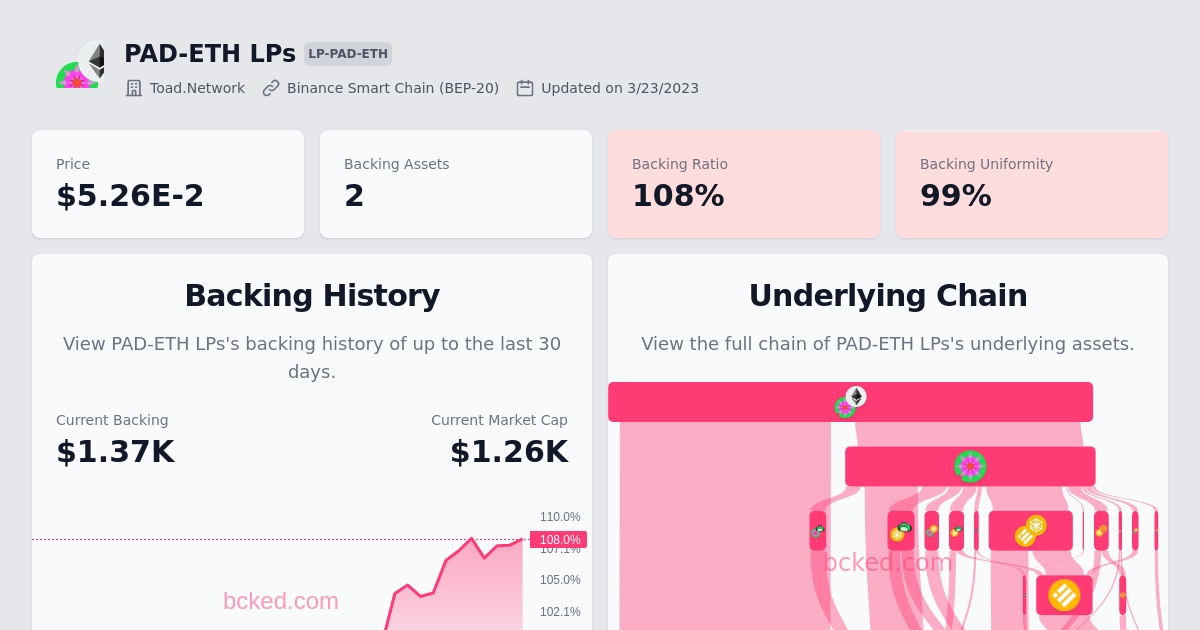 PAD-ETH LPs LP-PAD-ETH
Toad.Network Binance Smart Chain (BEP-20) Updated on 3/23/2023
Price
$5.26E-2
Backing Assets
2
Backing Ratio
108%
Backing Uniformity
99%
Backing History
View PAD-ETH LPs's backing history of up to the last 30
days.
Current Backing
$1.37K
Current Market Cap
$1.26K
110.0%
108.0%
107.1%
105.0%
102.1%
bcked.com
Underlying Chain
View the full chain of PAD-ETH LPs's underlying assets.
bcked.com